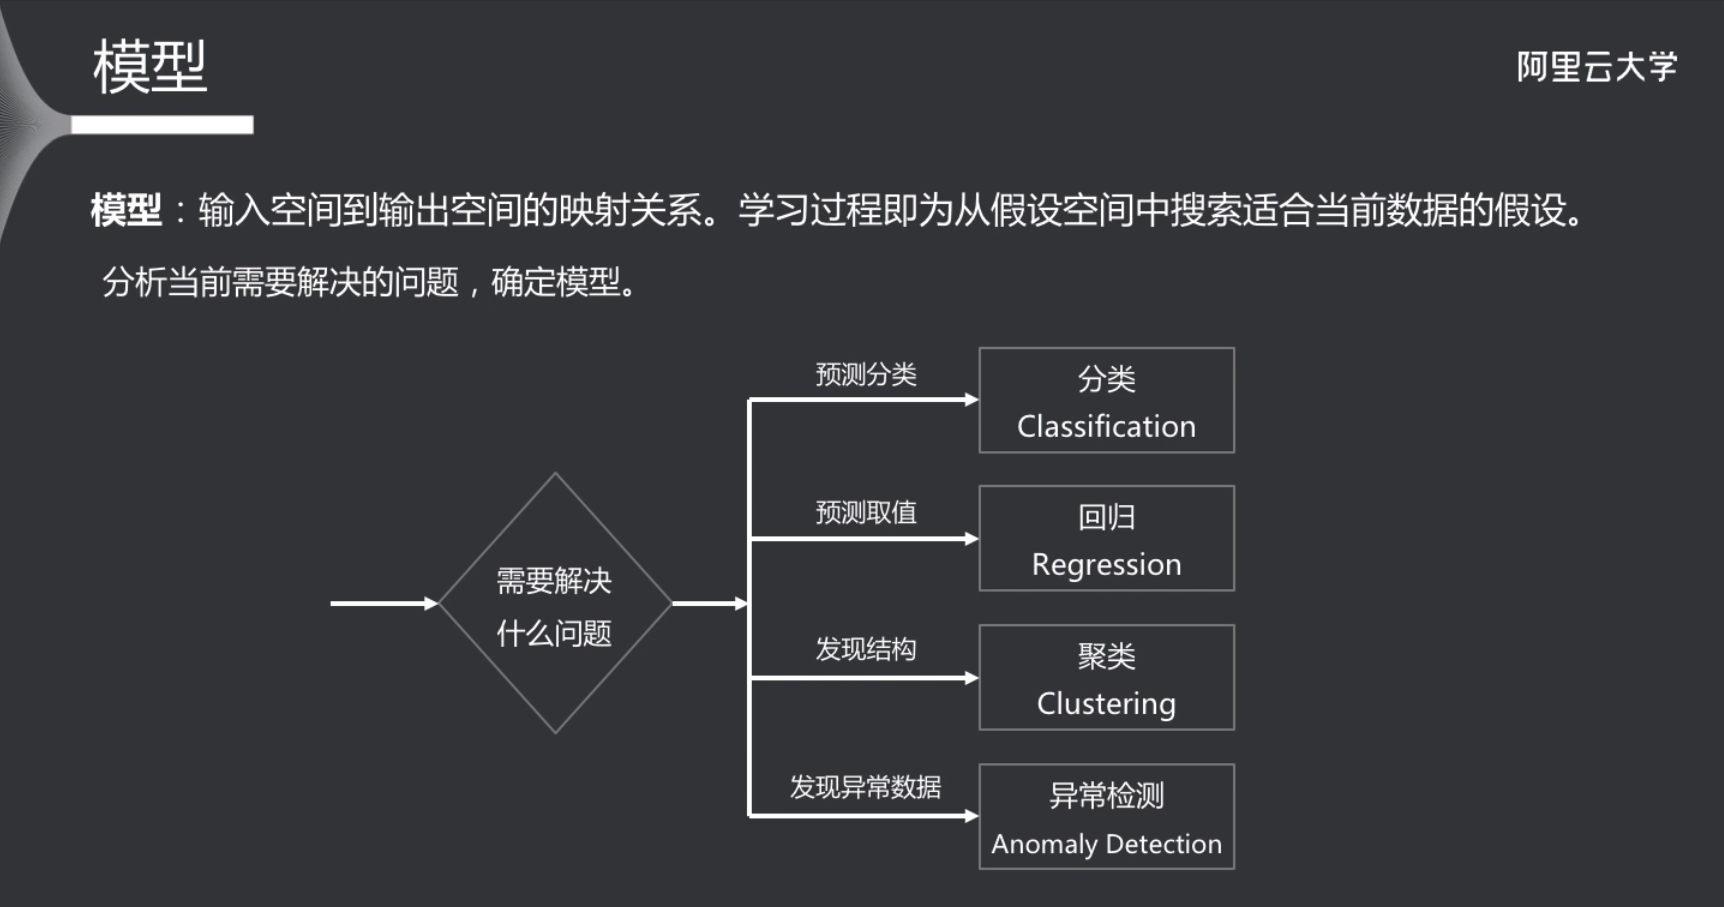 模型
阿里云大学
模型：输入空间到输出空间的映射关系。学习过程即为从假设空间中搜索适合当前数据的假设。
分析当前需要解决的问题，确定模型。
需要解决
什么问题
预测分类
分类
Classification
预测取值
回归
Regression
发现结构
聚类
Clustering
发现异常数据
异常检测
Anomaly Detection